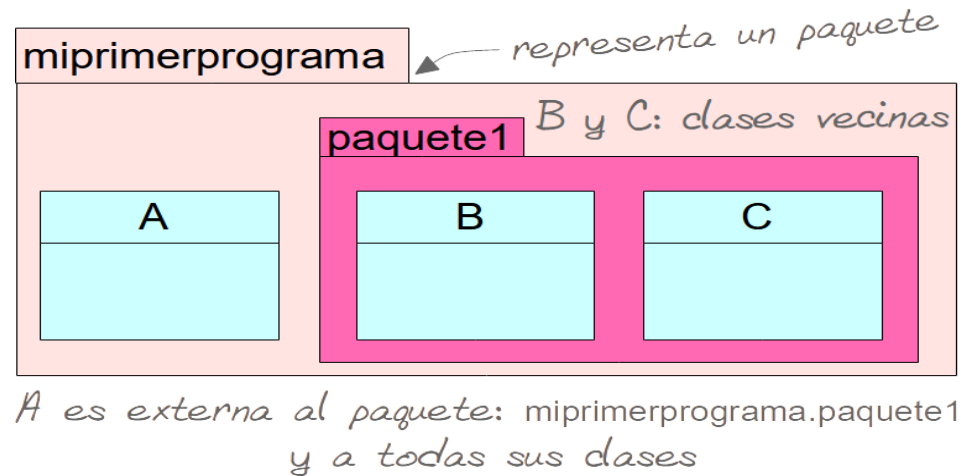 miprimerprograma
representa un paquete
B y C: clases vecinas
paquete1
A
B
C
A es externa al paquete: miprimerprograma.paquete1
y a todas sus clases